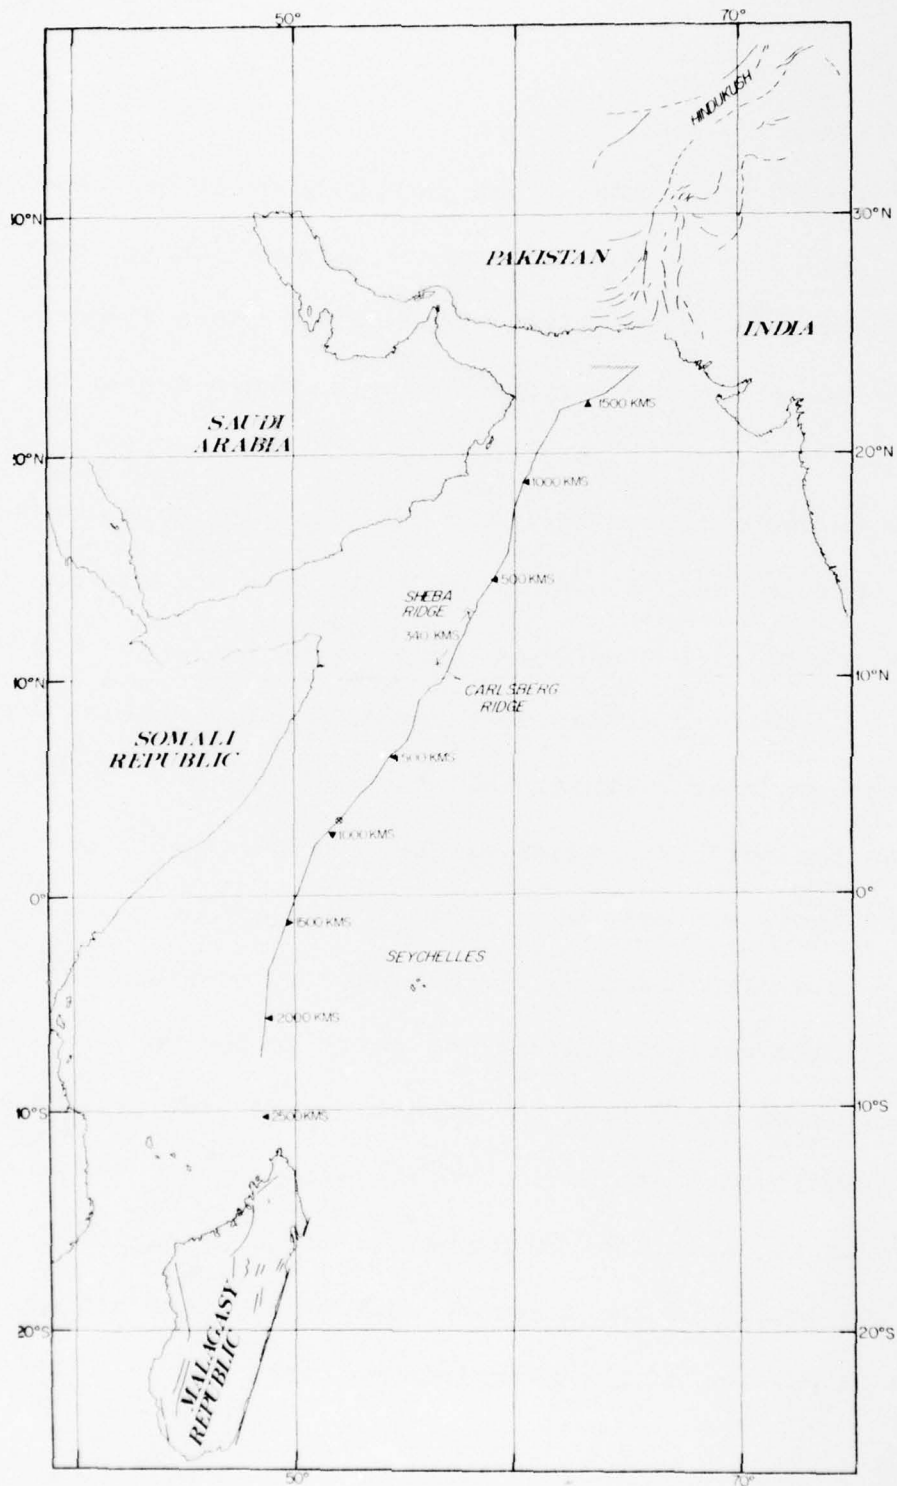 50°
70°
HINDUKUSH
30°N
PAKISTAN
INDIA
1500 KMS
SAUDI
ARABIA
20°N
1000 KMS
500 KMS
SHEBA
RIDGE
340 KMS
10°N
10°N
CARLSBERG
RIDGE
SOMALI
REPUBLIC
500 KMS
1000 KMS
0°
0°
1500 KMS
SEYCHELLES
2000 KMS
10°S
10°S
2500 KMS
MALAGASY
REPUBLIC
20°S
20°S
50°
70°